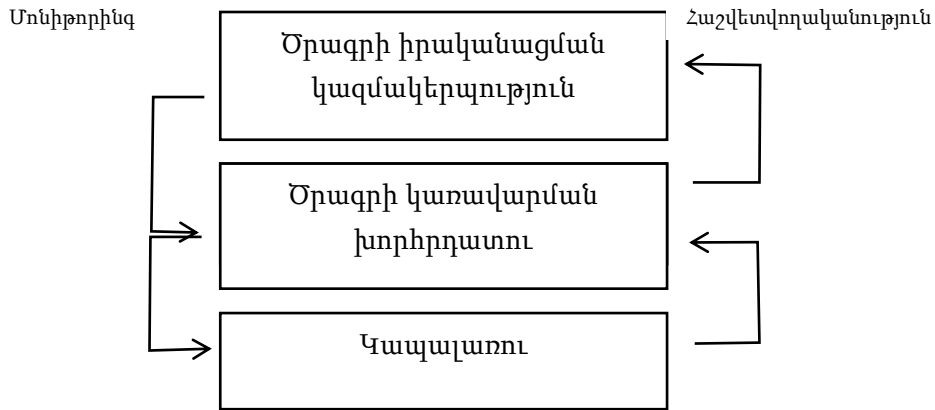 Մոնիթորինգ
Հաշվետվողականություն
Ծրագրի իրականացման
կազմակերպություն
Ծրագրի կառավարման
խորհրդատու
Կապալառու